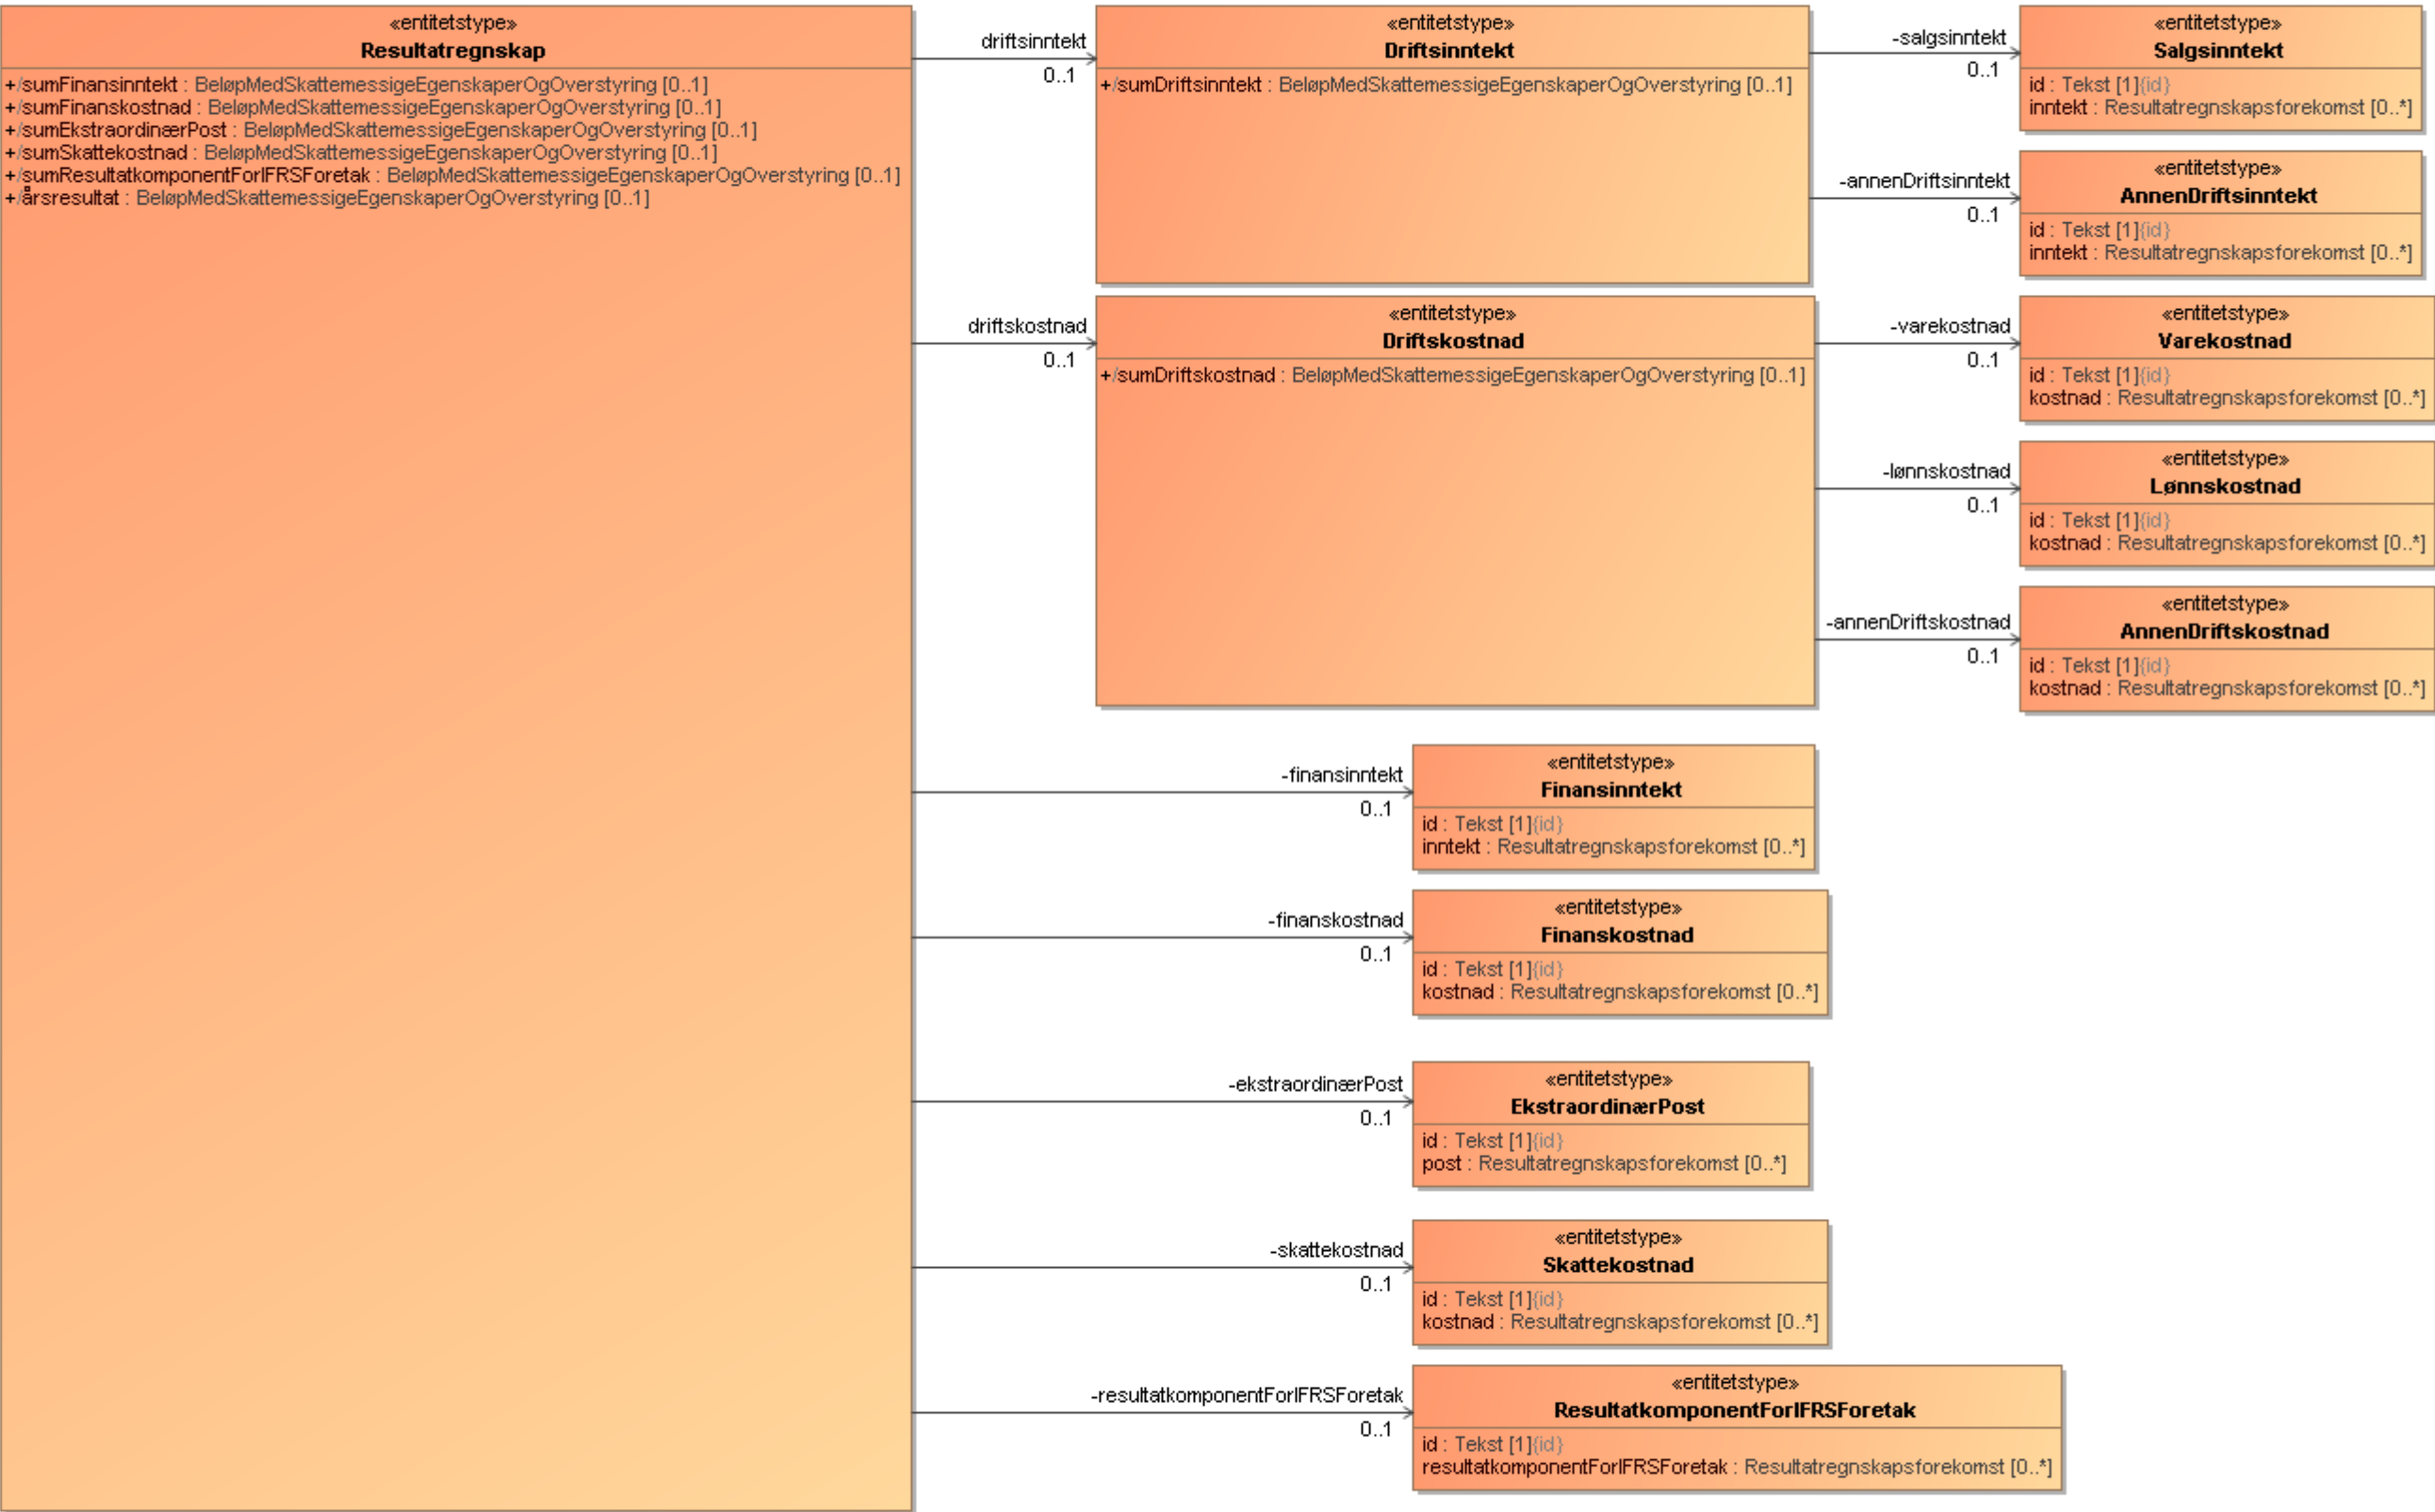 «entitetstype»
Resultatregnskap
+/sumFinansinntekt : BeløpMedSkattemessigeEgenskaperOgOverstyring [0..1]
+/sumFinanskostnad : BeløpMedSkattemessigeEgenskaperOgOverstyring [0..1]
+/sumEkstraordinærPost : BeløpMedSkattemessigeEgenskaperOgOverstyring [0..1]
+/sumSkattekostnad : BeløpMedSkattemessigeEgenskaperOgOverstyring [0..1]
+/sumResultatkomponentForIFRSForetak : BeløpMedSkattemessigeEgenskaperOgOverstyring [0..1]
+/årsresultat : BeløpMedSkattemessigeEgenskaperOgOverstyring [0..1]
driftsinntekt
0..1
«entitetstype»
Driftsinntekt
+/sumDriftsinntekt : BeløpMedSkattemessigeEgenskaperOgOverstyring [0..1]
-salgsinntekt
0..1
«entitetstype»
Salgsinntekt
id : Tekst [1]{id}
inntekt : Resultatregnskapsforekomst [0..*]
-annenDriftsinntekt
0..1
«entitetstype»
AnnenDriftsinntekt
id : Tekst [1]{id}
inntekt : Resultatregnskapsforekomst [0..*]
driftskostnad
0..1
«entitetstype»
Driftskostnad
+/sumDriftskostnad : BeløpMedSkattemessigeEgenskaperOgOverstyring [0..1]
-varekostnad
0..1
«entitetstype»
Varekostnad
id : Tekst [1]{id}
kostnad : Resultatregnskapsforekomst [0..*]
-lønnskostnad
0..1
«entitetstype»
Lønnskostnad
id : Tekst [1]{id}
kostnad : Resultatregnskapsforekomst [0..*]
-annenDriftskostnad
0..1
«entitetstype»
AnnenDriftskostnad
id : Tekst [1]{id}
kostnad : Resultatregnskapsforekomst [0..*]
-finansinntekt
0..1
«entitetstype»
Finansinntekt
id : Tekst [1]{id}
inntekt : Resultatregnskapsforekomst [0..*]
-finanskostnad
0..1
«entitetstype»
Finanskostnad
id : Tekst [1]{id}
kostnad : Resultatregnskapsforekomst [0..*]
-ekstraordinærPost
0..1
«entitetstype»
EkstraordinærPost
id : Tekst [1]{id}
post : Resultatregnskapsforekomst [0..*]
-skattekostnad
0..1
«entitetstype»
Skattekostnad
id : Tekst [1]{id}
kostnad : Resultatregnskapsforekomst [0..*]
-resultatkomponentForIFRSForetak
0..1
«entitetstype»
ResultatkomponentForIFRSForetak
id : Tekst [1]{id}
resultatkomponentForIFRSForetak : Resultatregnskapsforekomst [0..*]